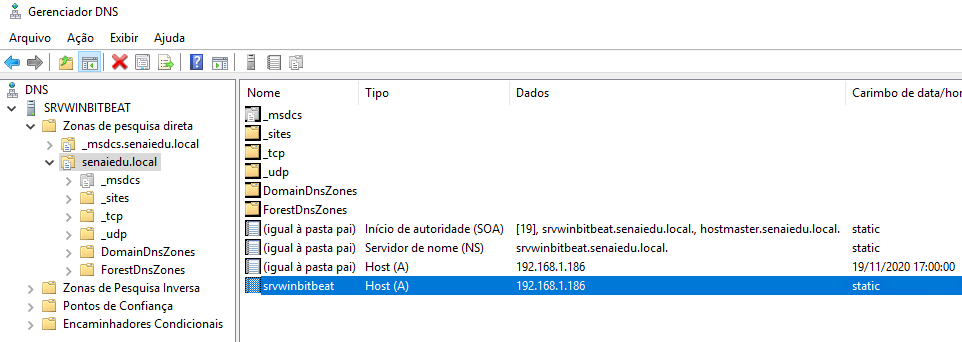 Gerenciador DNS
Arquivo Ação Exibir Ajuda
DNS
SRVWINBITBEAT
Zonas de pesquisa direta
_msdcs.senaiedu.local
senaiedu.local
_msdcs
_sites
_tcp
_udp
DomainDnsZones
ForestDnsZones
Zonas de Pesquisa Inversa
Pontos de Confiança
Encaminhadores Condicionais
Nome Tipo Dados Carimbo de data/hor
_msdcs
_sites
_tcp
_udp
DomainDnsZones
ForestDnsZones
(igual à pasta pai) Início de autoridade (SOA) [19], srvwinbitbeat.senaiedu.local., hostmaster.senaiedu.local. static
(igual à pasta pai) Servidor de nome (NS) srvwinbitbeat.senaiedu.local. static
(igual à pasta pai) Host (A) 192.168.1.186 19/11/2020 17:00:00
srvwinbitbeat Host (A) 192.168.1.186 static